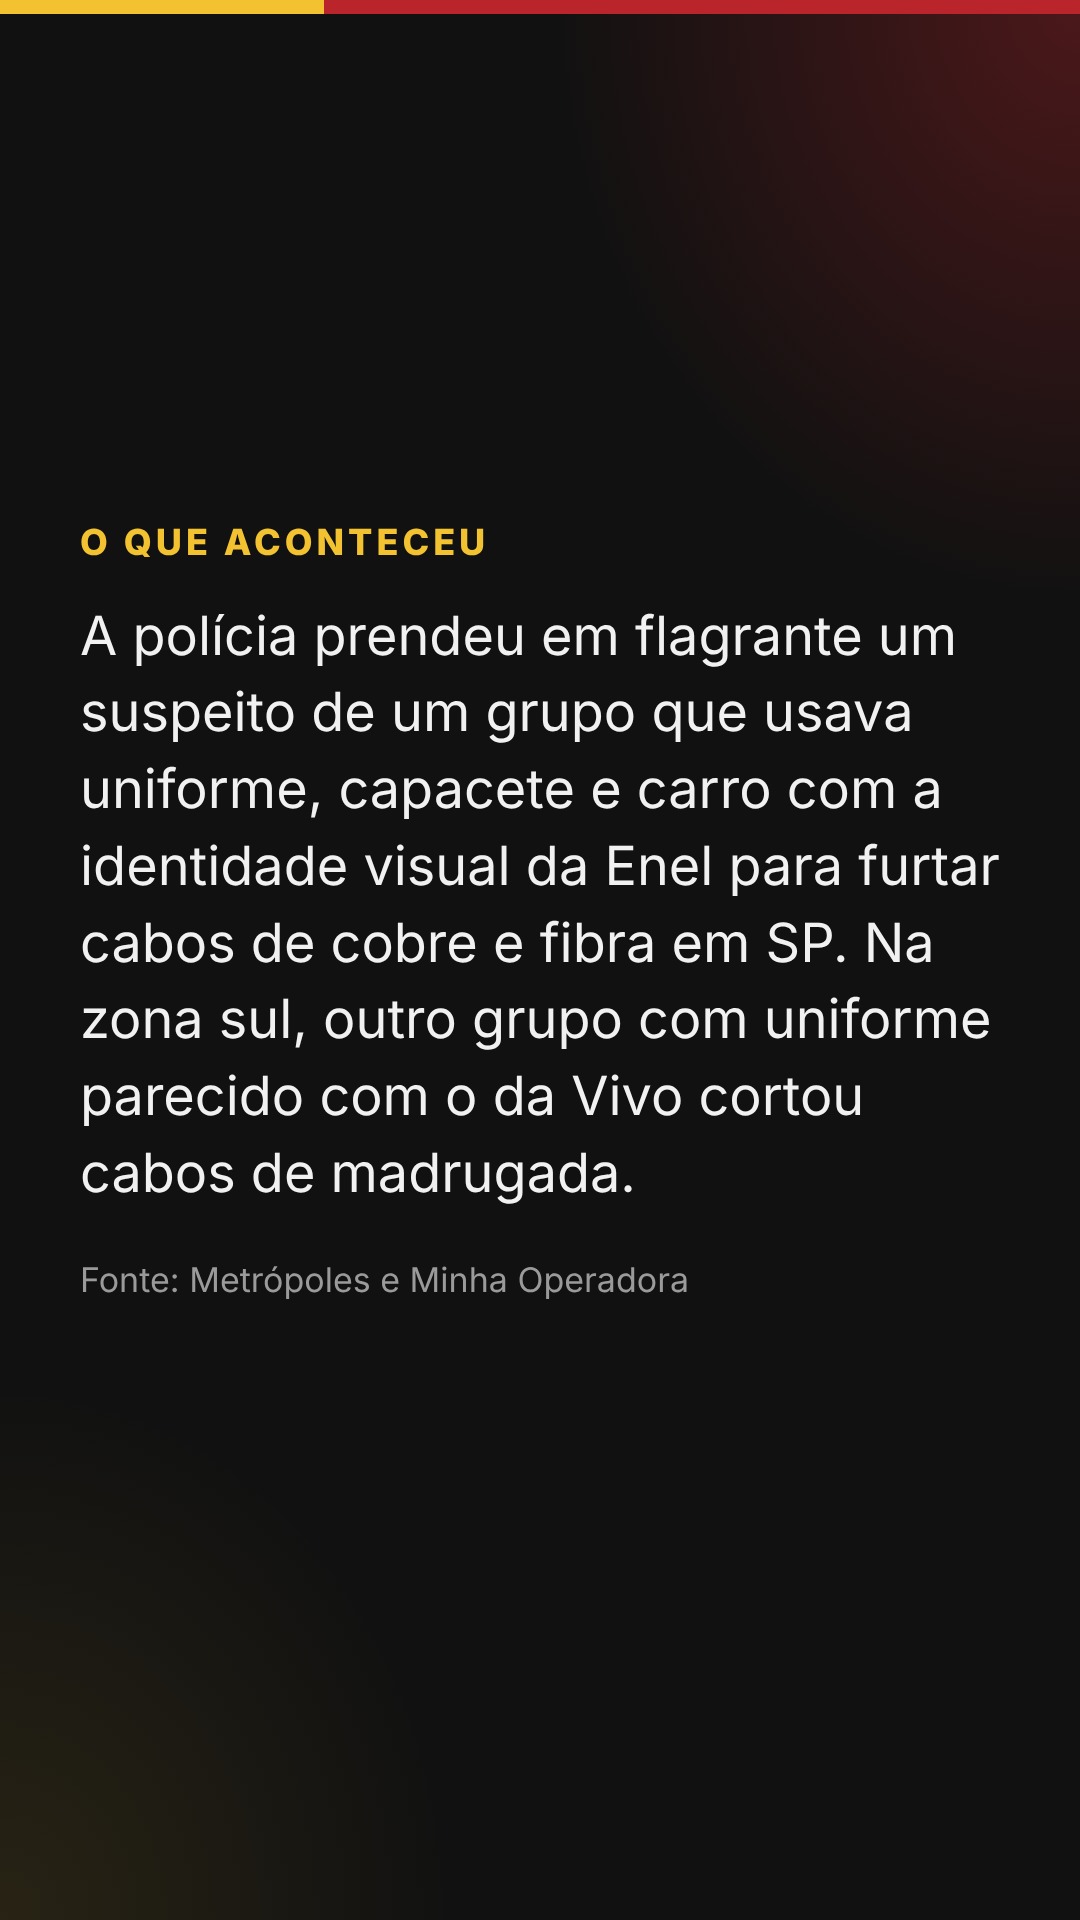 O QUE ACONTECEU
A polícia prendeu em flagrante um
suspeito de um grupo que usava
uniforme, capacete e carro com a
identidade visual da Enel para furtar
cabos de cobre e fibra em SP. Na
zona sul, outro grupo com uniforme
parecido com o da Vivo cortou
cabos de madrugada.
Fonte: Metrópoles e Minha Operadora